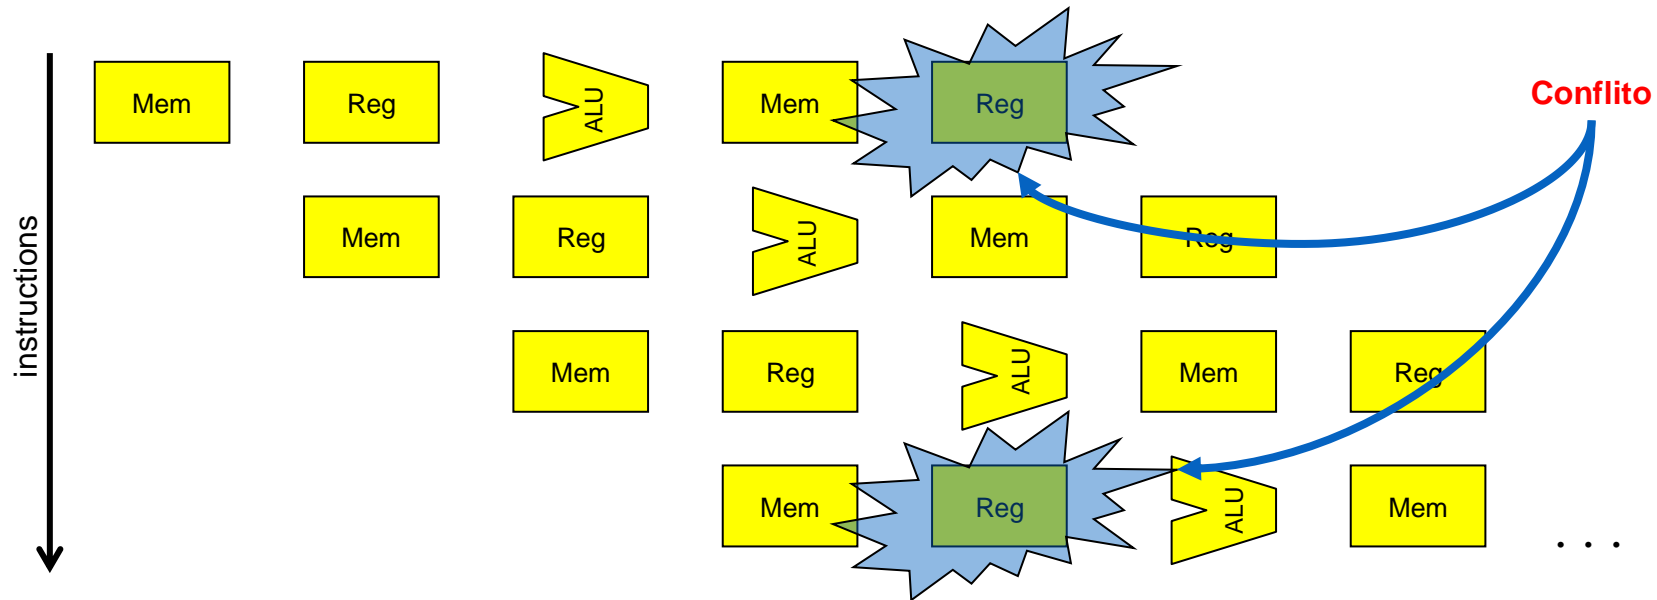 Mem Reg ALU Mem Reg Conflito
Mem Reg ALU Mem Reg
instructions
Mem Reg ALU Mem Reg
Mem Reg ALU Mem . . .